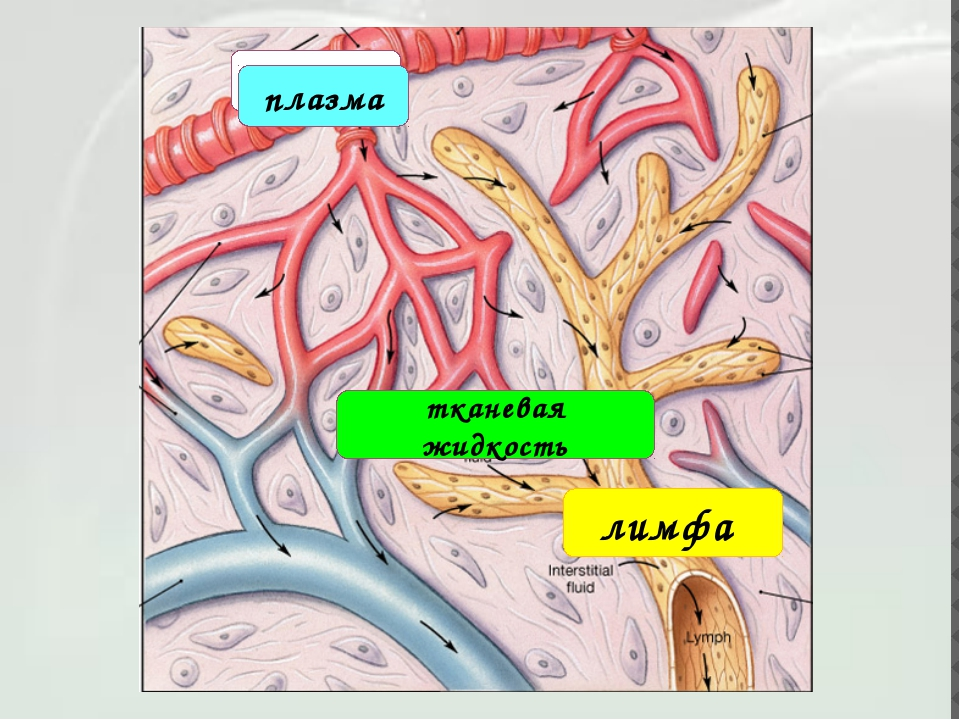 плазма
тканевая
жидкость
лимфа
Interstitial
fluid
Lymph